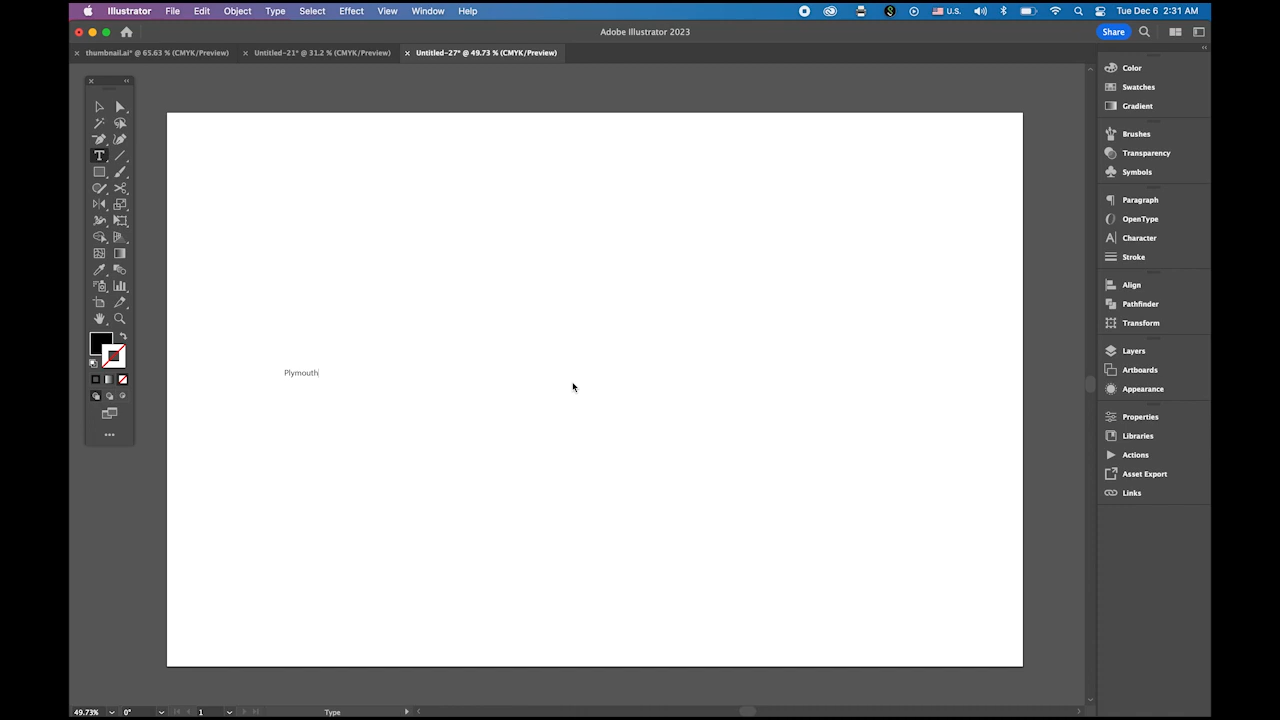 Illustrator File Edit Object Type Select Effect View Window Help U.S. Tue Dec 6 2:31 AM
Adobe Illustrator 2023 Share
thumbnail.ai* @ 65.63 % (CMYK/Preview) Untitled-21* @ 31.2 % (CMYK/Preview) Untitled-27* @ 49.73 % (CMYK/Preview)
Color
Swatches
Gradient
Brushes
Transparency
Symbols
Paragraph
OpenType
Character
Stroke
Align
Pathfinder
Transform
Layers
Artboards
Appearance
Properties
Libraries
Actions
Asset Export
Links
Plymouth
49.73% 0° 1 Type